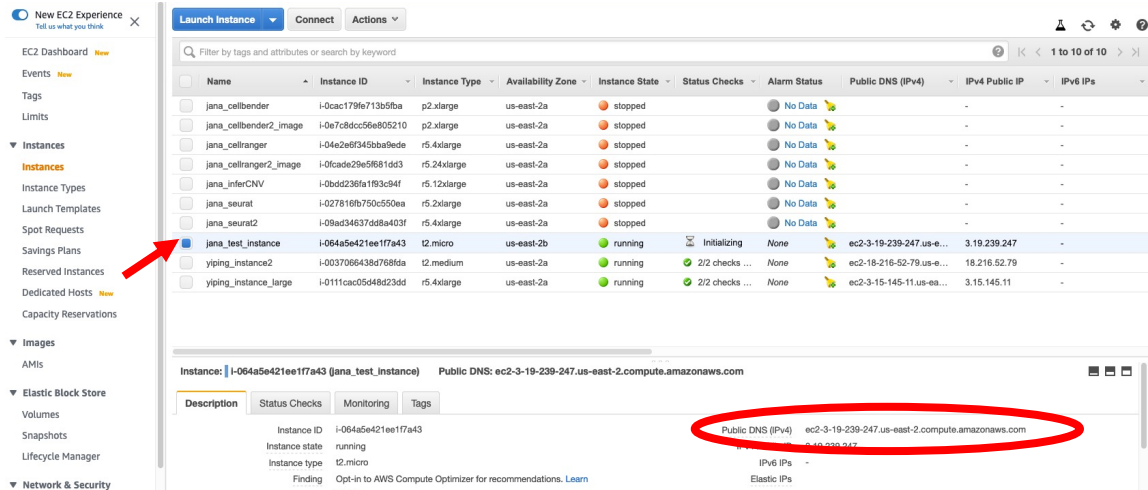 New EC2 Experience
Tell us what you think
EC2 Dashboard New
Events New
Tags
Limits
Instances
Instances
Instance Types
Launch Templates
Spot Requests
Savings Plans
Reserved Instances
Dedicated Hosts New
Capacity Reservations
Images
AMIs
Elastic Block Store
Volumes
Snapshots
Lifecycle Manager
Network & Security
Launch Instance Connect Actions
Filter by tags and attributes or search by keyword 1 to 10 of 10
Name Instance ID Instance Type Availability Zone Instance State Status Checks Alarm Status Public DNS (IPv4) IPv4 Public IP IPv6 IPs
jana_cellbender i-0cac179fe713b5fba p2.xlarge us-east-2a stopped No Data - -
jana_cellbender2_image i-0e7c8dcc56e805210 p2.xlarge us-east-2a stopped No Data - -
jana_cellranger i-04e2e6f345bba9ede r5.4xlarge us-east-2a stopped No Data - -
jana_cellranger2_image i-0fcade29e5f681dd3 r5.24xlarge us-east-2a stopped No Data - -
jana_inferCNV i-0bdd236fa1f93c94f r5.12xlarge us-east-2a stopped No Data - -
jana_seurat i-027816fb750c550ea r5.2xlarge us-east-2a stopped No Data - -
jana_seurat2 i-09ad34637dd8a403f r5.4xlarge us-east-2a stopped No Data - -
jana_test_instance i-064a5e421ee1f7a43 t2.micro us-east-2b running Initializing None ec2-3-19-239-247.us-e... 3.19.239.247 -
yiping_instance2 i-0037066438d768fda t2.medium us-east-2a running 2/2 checks ... None ec2-18-216-52-79.us-e... 18.216.52.79 -
yiping_instance_large i-0111cac05d48d23dd r5.4xlarge us-east-2a running 2/2 checks ... None ec2-3-15-145-11.us-ea... 3.15.145.11 -
Instance: i-064a5e421ee1f7a43 (jana_test_instance) Public DNS: ec2-3-19-239-247.us-east-2.compute.amazonaws.com
Description Status Checks Monitoring Tags
Instance ID i-064a5e421ee1f7a43 Public DNS (IPv4) ec2-3-19-239-247.us-east-2.compute.amazonaws.com
Instance state running 3.19.239.247
Instance type t2.micro IPv6 IPs -
Finding Opt-in to AWS Compute Optimizer for recommendations. Learn Elastic IPs